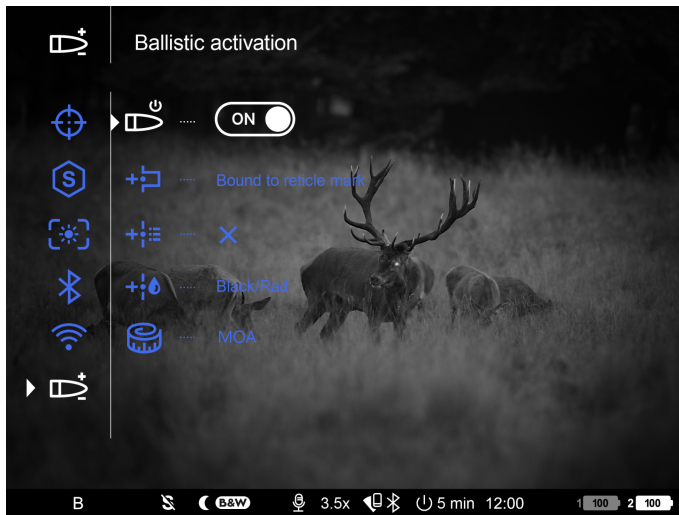 Ballistic activation
ON
S
Bound to reticle mark
Black/Rad
MOA
B S B&W 3.5x 5 min 12:00 1 100 2 100